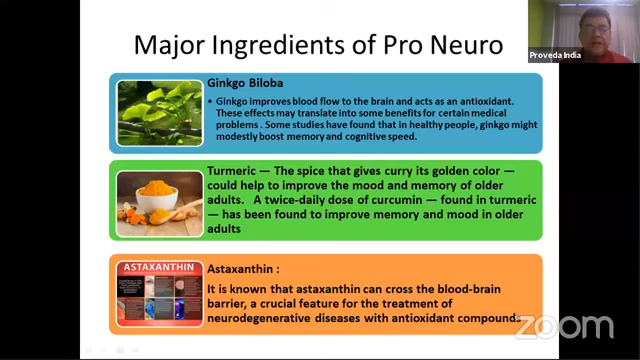 Major Ingredients of Pro Neuro
Proveda India
Ginkgo Biloba
• Ginkgo improves blood flow to the brain and acts as an antioxidant.
These effects may translate into some benefits for certain medical
problems . Some studies have found that in healthy people, ginkgo might
modestly boost memory and cognitive speed.
Turmeric — The spice that gives curry its golden color —
could help to improve the mood and memory of older
adults. A twice-daily dose of curcumin — found in turmeric
— has been found to improve memory and mood in older
adults
ASTAXANTHIN
Astaxanthin :
It is known that astaxanthin can cross the blood-brain
barrier, a crucial feature for the treatment of
neurodegenerative diseases with antioxidant compounds.
zoom